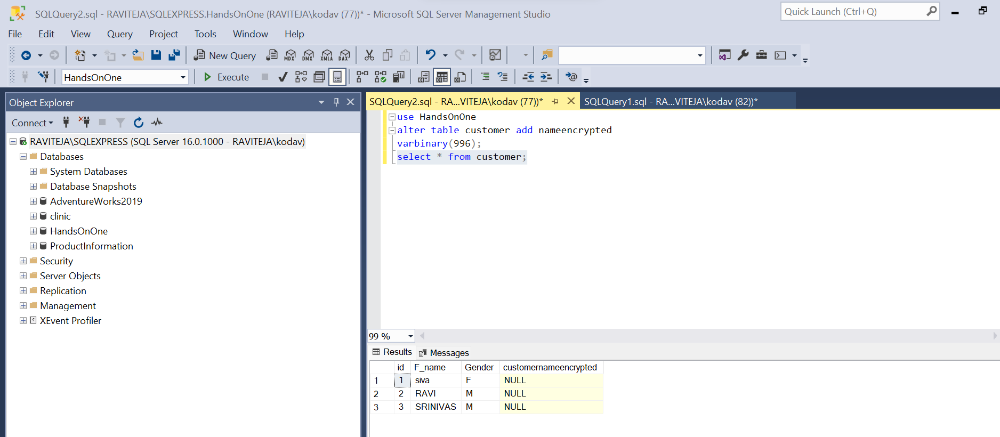 SQLQuery2.sql - RAVITEJA\SQLEXPRESS.HandsOnOne (RAVITEJA\kodav (77))* - Microsoft SQL Server Management Studio
Quick Launch (Ctrl+Q)
File Edit View Query Project Tools Window Help
New Query MDX DMX XMLA DAX
HandsOnOne Execute
Object Explorer
SQLQuery2.sql - RA...VITEJA\kodav (77))* SQLQuery1.sql - RA...VITEJA\kodav (82))*
Connect
RAVITEJA\SQLEXPRESS (SQL Server 16.0.1000 - RAVITEJA\kodav)
Databases
System Databases
Database Snapshots
AdventureWorks2019
clinic
HandsOnOne
ProductInformation
Security
Server Objects
Replication
Management
XEvent Profiler
use HandsOnOne
alter table customer add nameencrypted
varbinary(996);
select * from customer;
99 %
Results Messages
id F_name Gender customernameencrypted
1 1 siva F NULL
2 2 RAVI M NULL
3 3 SRINIVAS M NULL